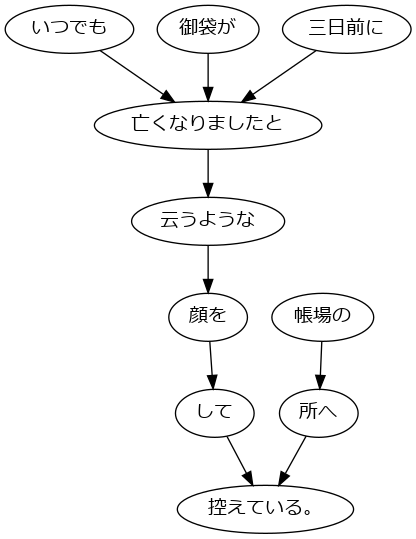 いつでも 御袋が 三日前に
亡くなりましたと
云うような
顔を 帳場の
して 所へ
控えている。